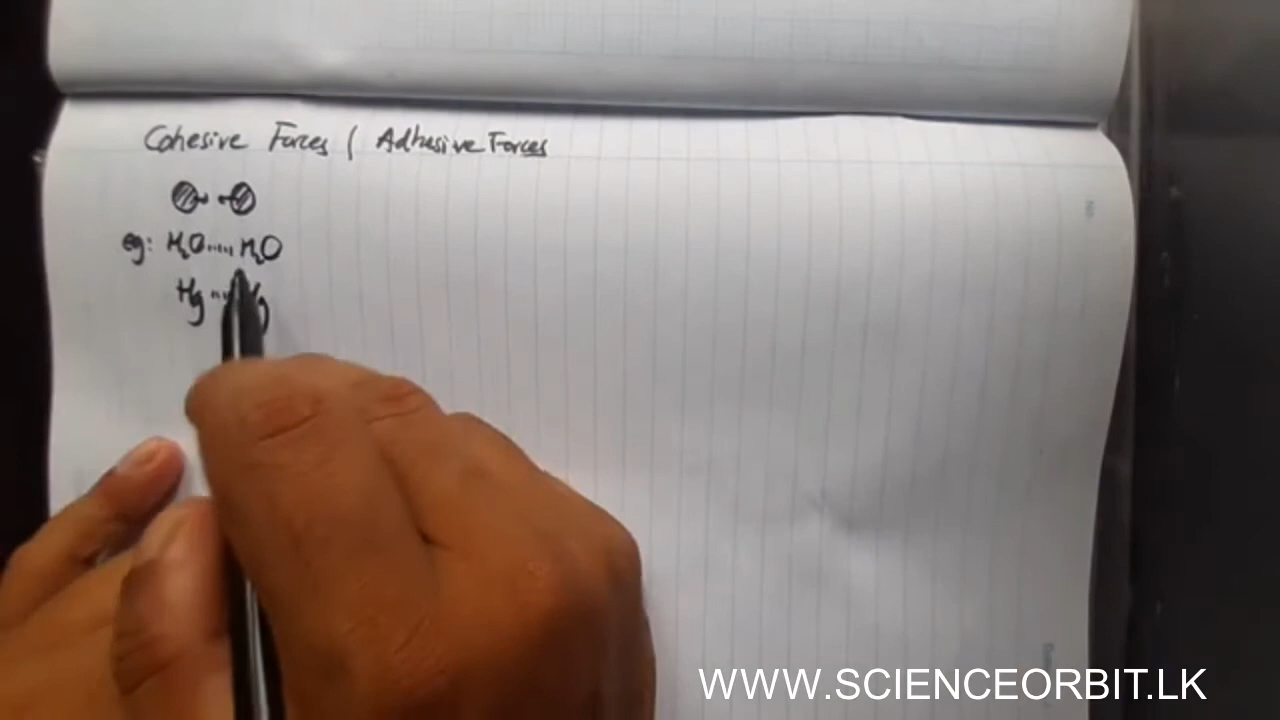 Cohesive Forces / Adhesive Forces
eg: H₂O.....H₂O
Hg
WWW.SCIENCEORBIT.LK